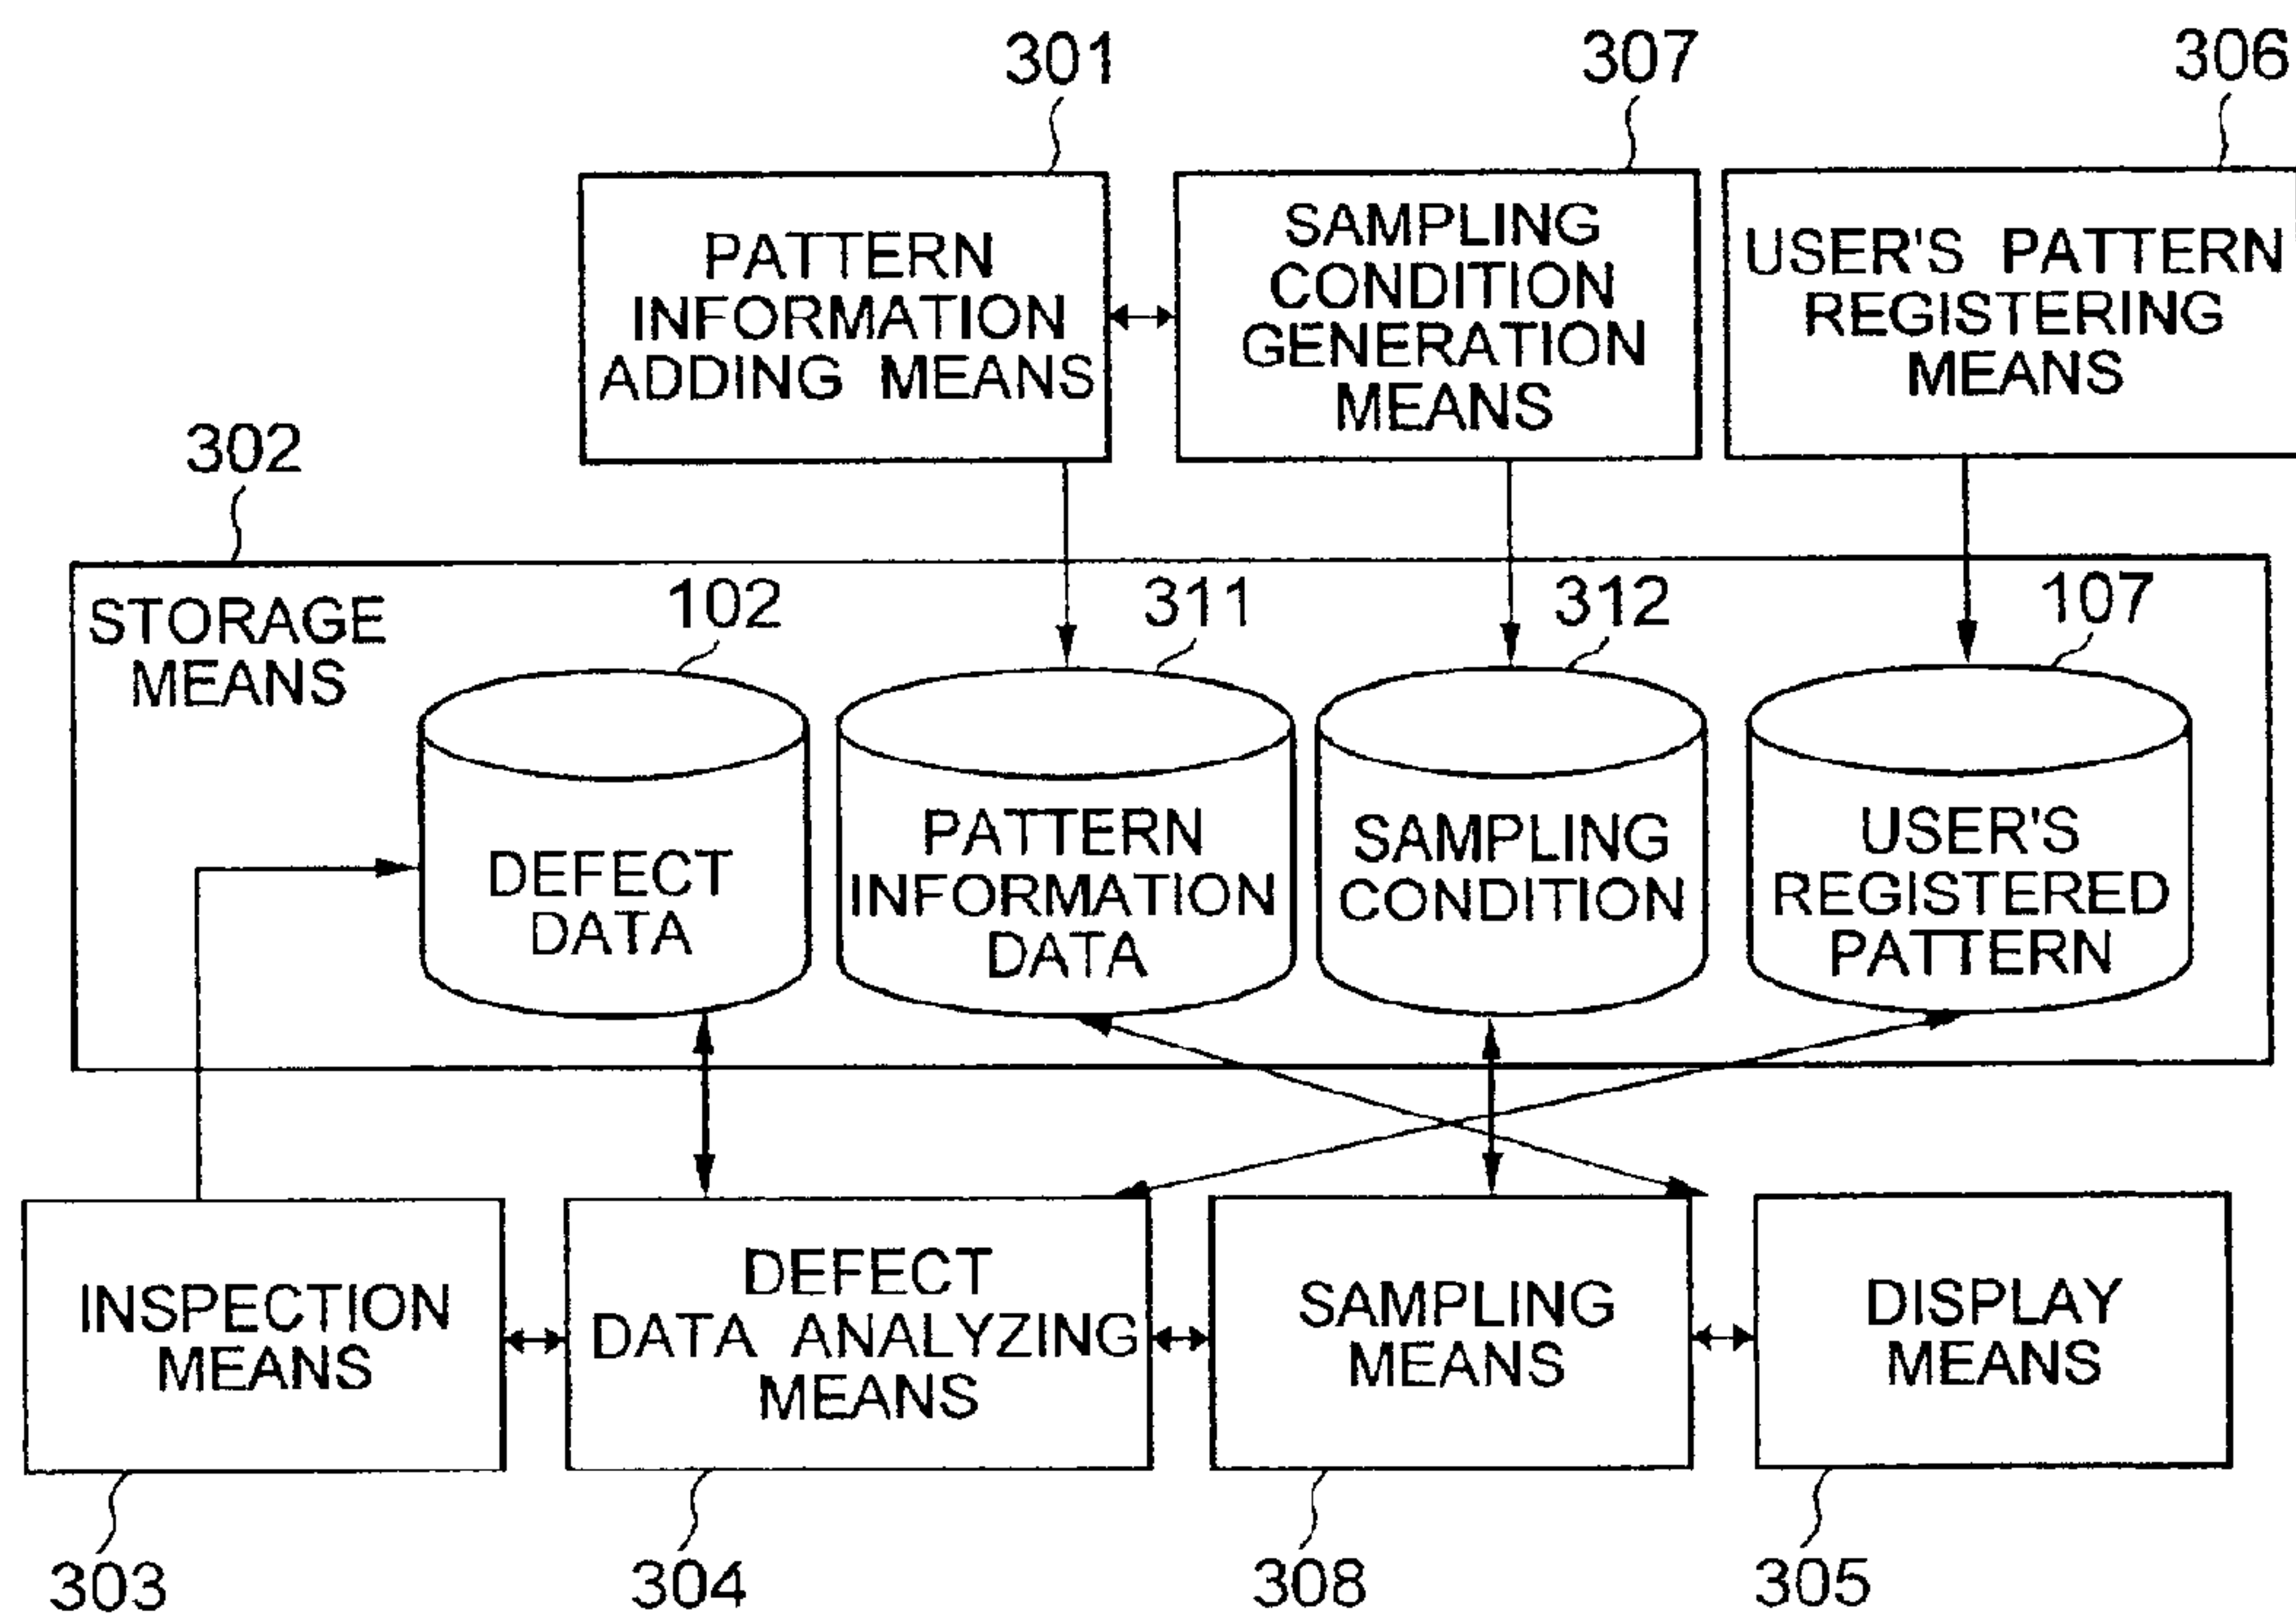 301
307
306
PATTERN
INFORMATION
ADDING MEANS
SAMPLING
CONDITION
GENERATION
MEANS
USER'S PATTERN
REGISTERING
MEANS
302
STORAGE
MEANS
102
311
312
107
DEFECT
DATA
PATTERN
INFORMATION
DATA
SAMPLING
CONDITION
USER'S
REGISTERED
PATTERN
INSPECTION
MEANS
DEFECT
DATA ANALYZING
MEANS
SAMPLING
MEANS
DISPLAY
MEANS
303
304
308
305